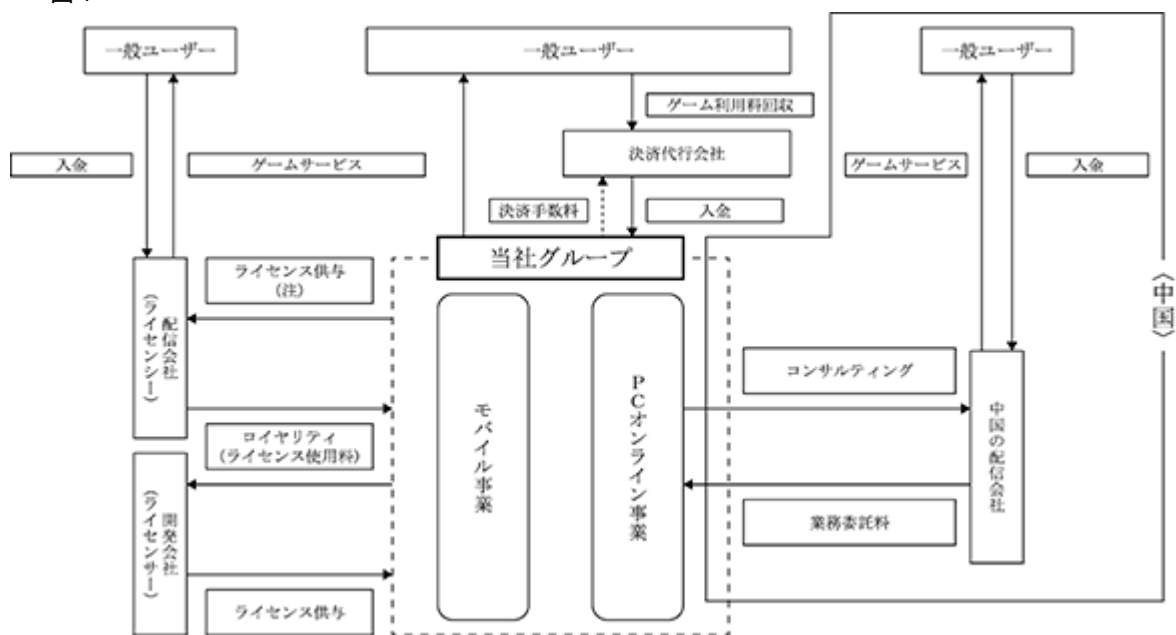 一般ユーザー
一般ユーザー
一般ユーザー
ゲーム利用料回収
決済代行会社
入金
ゲームサービス
ゲームサービス
入金
決済手数料
入金
当社グループ
ライセンス供与
(注)
配信会社
(ライセンシー)
〈中国〉
コンサルティング
モバイル事業
PCオンライン事業
中国の配信会社
ロイヤリティ
(ライセンス使用料)
開発会社
(ライセンサー)
業務委託料
ライセンス供与